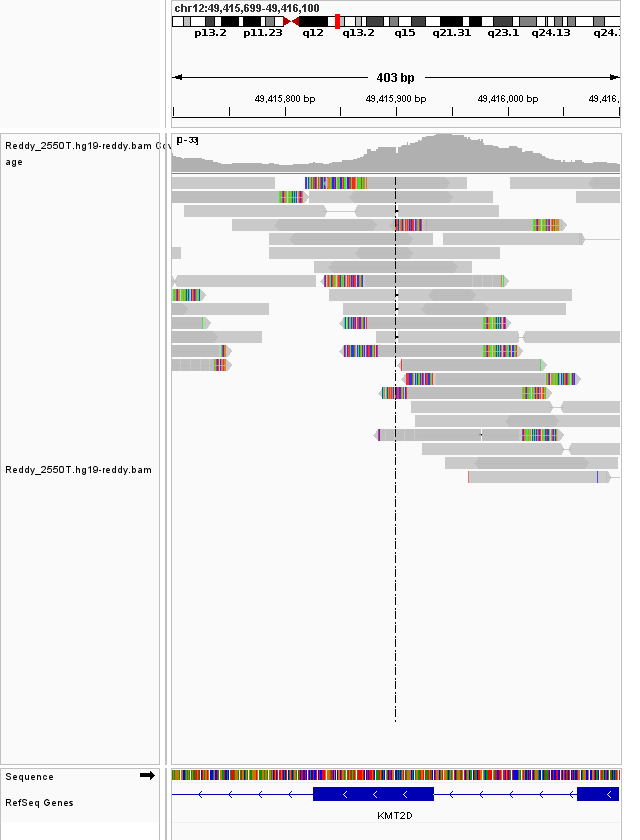 chr12:49,415,699-49,416,100
p13.2 p11.23 q12 q13.2 q15 q21.31 q23.1 q24.13 q24.
403 bp
49,415,800 bp 49,415,900 bp 49,416,000 bp 49,416,
Reddy_2550T.hg19-reddy.bam Cov
age
[0-33]
Reddy_2550T.hg19-reddy.bam
Sequence
RefSeq Genes
KMT2D